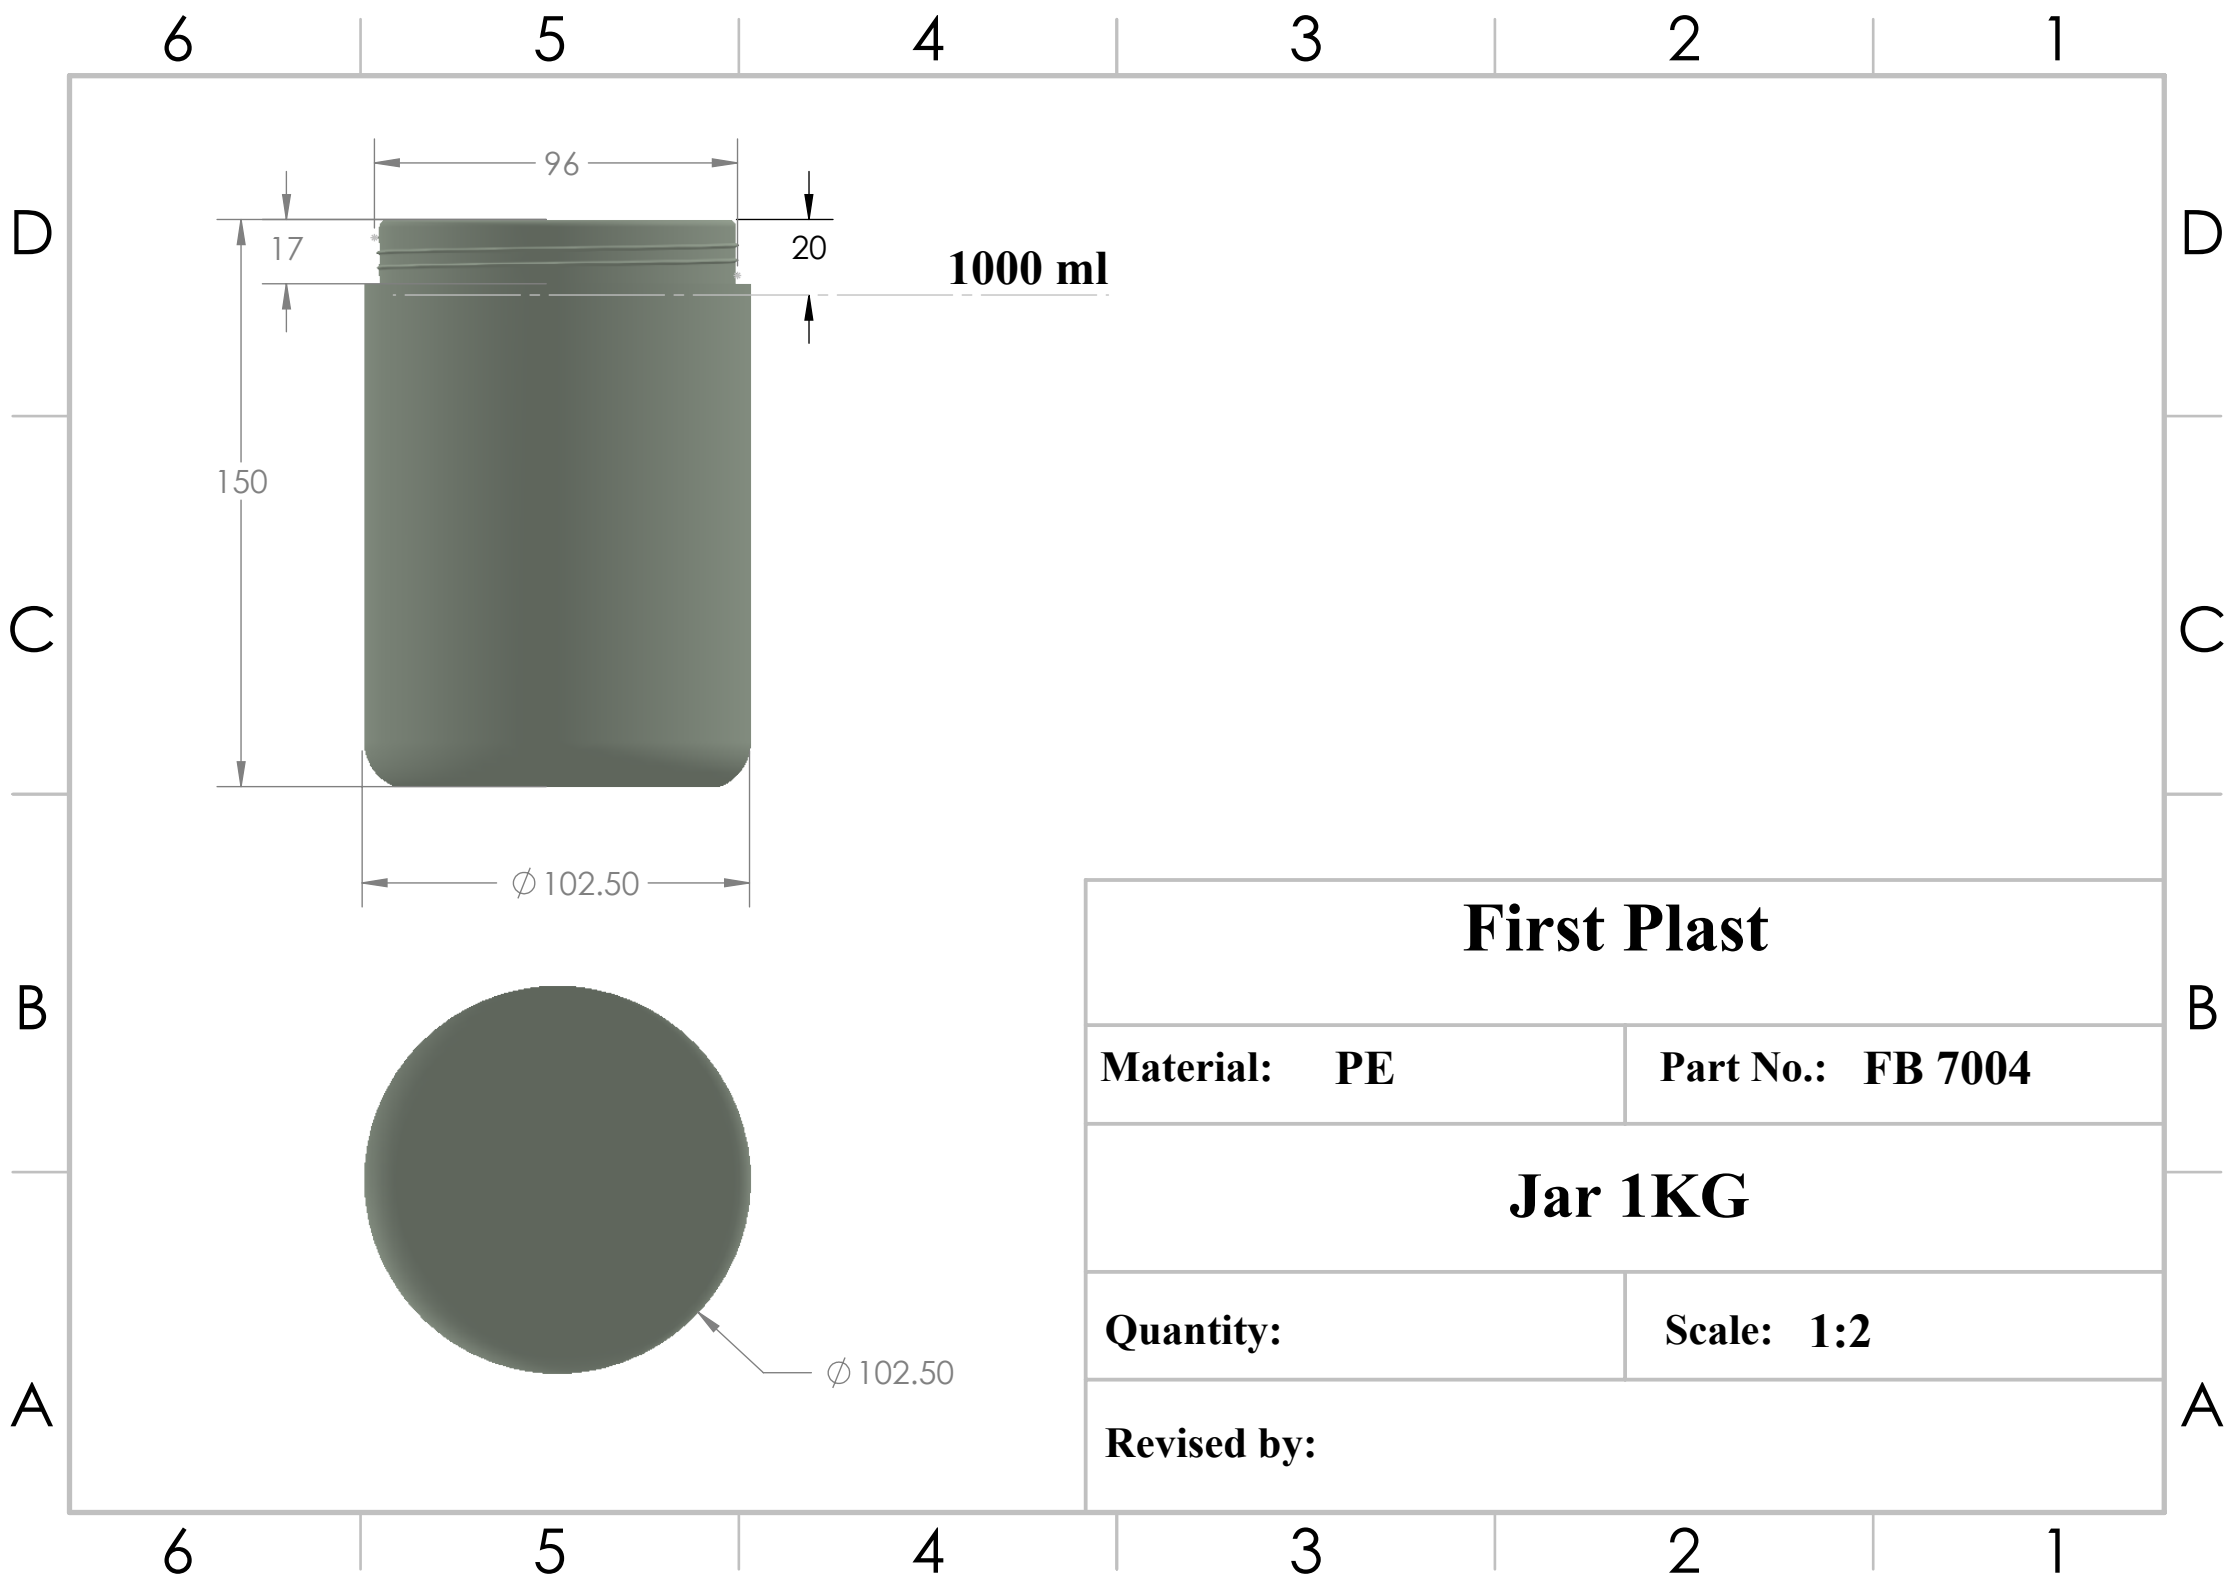 6 5 4 3 2 1
D D
96
17
20
1000 ml
150
C C
∅ 102.50
First Plast
B B
Material: PE Part No.: FB 7004
Jar 1KG
Quantity: Scale: 1:2
∅ 102.50
A A
Revised by:
6 5 4 3 2 1